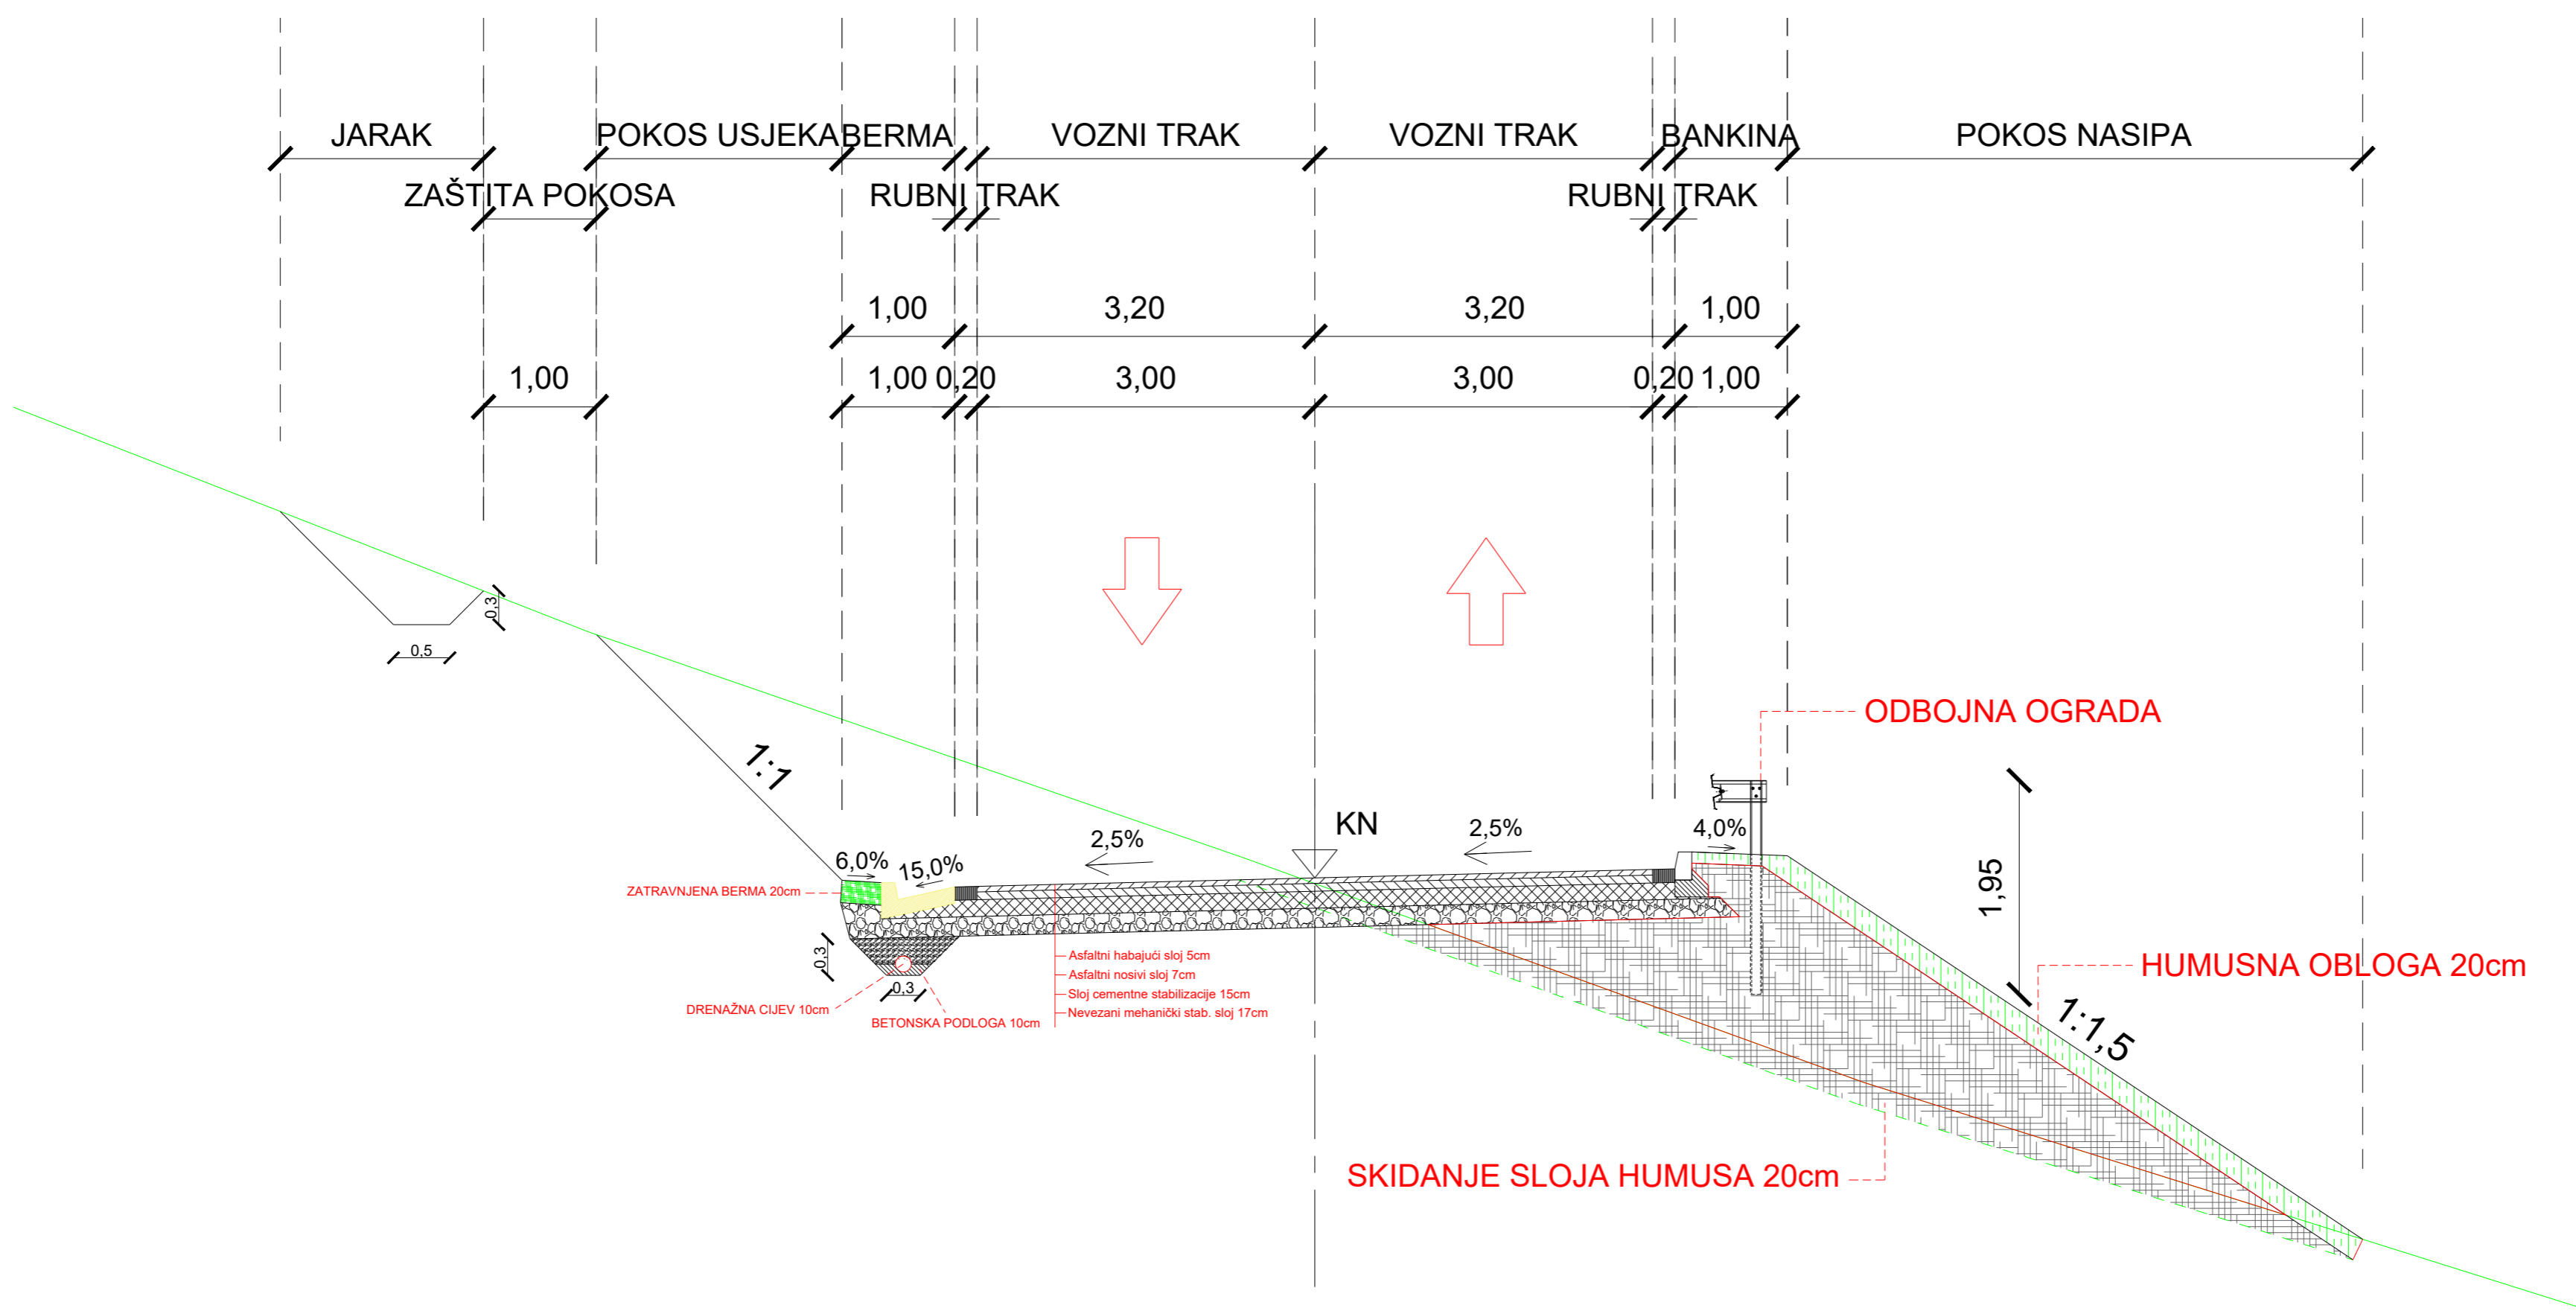 JARAK
POKOS USJEKA
BERMA
VOZNI TRAK
VOZNI TRAK
BANKINA
POKOS NASIPA
ZAŠTITA POKOSA
RUBNI TRAK
RUBNI TRAK
1,00
3,20
3,20
1,00
1,00
1,00
0,20
3,00
3,00
0,20
1,00
0,3
0,5
ODBOJNA OGRADA
1:1
KN
2,5%
2,5%
4,0%
6,0%
15,0%
1,95
ZATRAVNJENA BERMA 20cm
0,3
0,3
Asfaltni habajući sloj 5cm
Asfaltni nosivi sloj 7cm
Sloj cementne stabilizacije 15cm
Nevezani mehanički stab. sloj 17cm
DRENAŽNA CIJEV 10cm
BETONSKA PODLOGA 10cm
HUMUSNA OBLOGA 20cm
1:1,5
SKIDANJE SLOJA HUMUSA 20cm